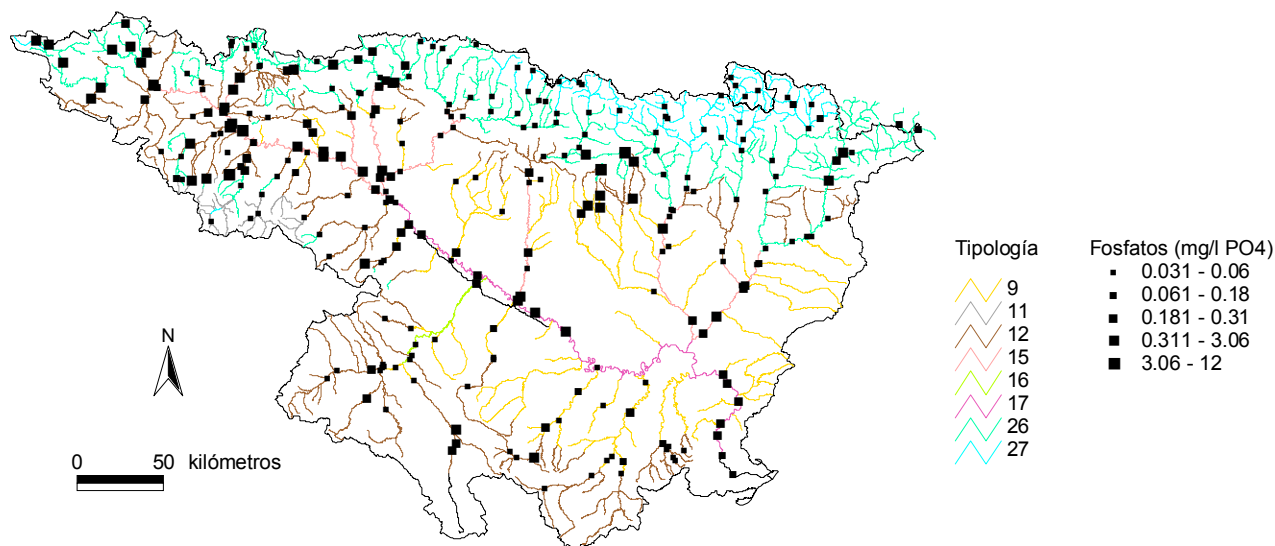 Tipología
9
11
12
15
16
17
26
27
Fosfatos (mg/l PO4)
0.031 - 0.06
0.061 - 0.18
0.181 - 0.31
0.311 - 3.06
3.06 - 12
N
0 50 kilómetros